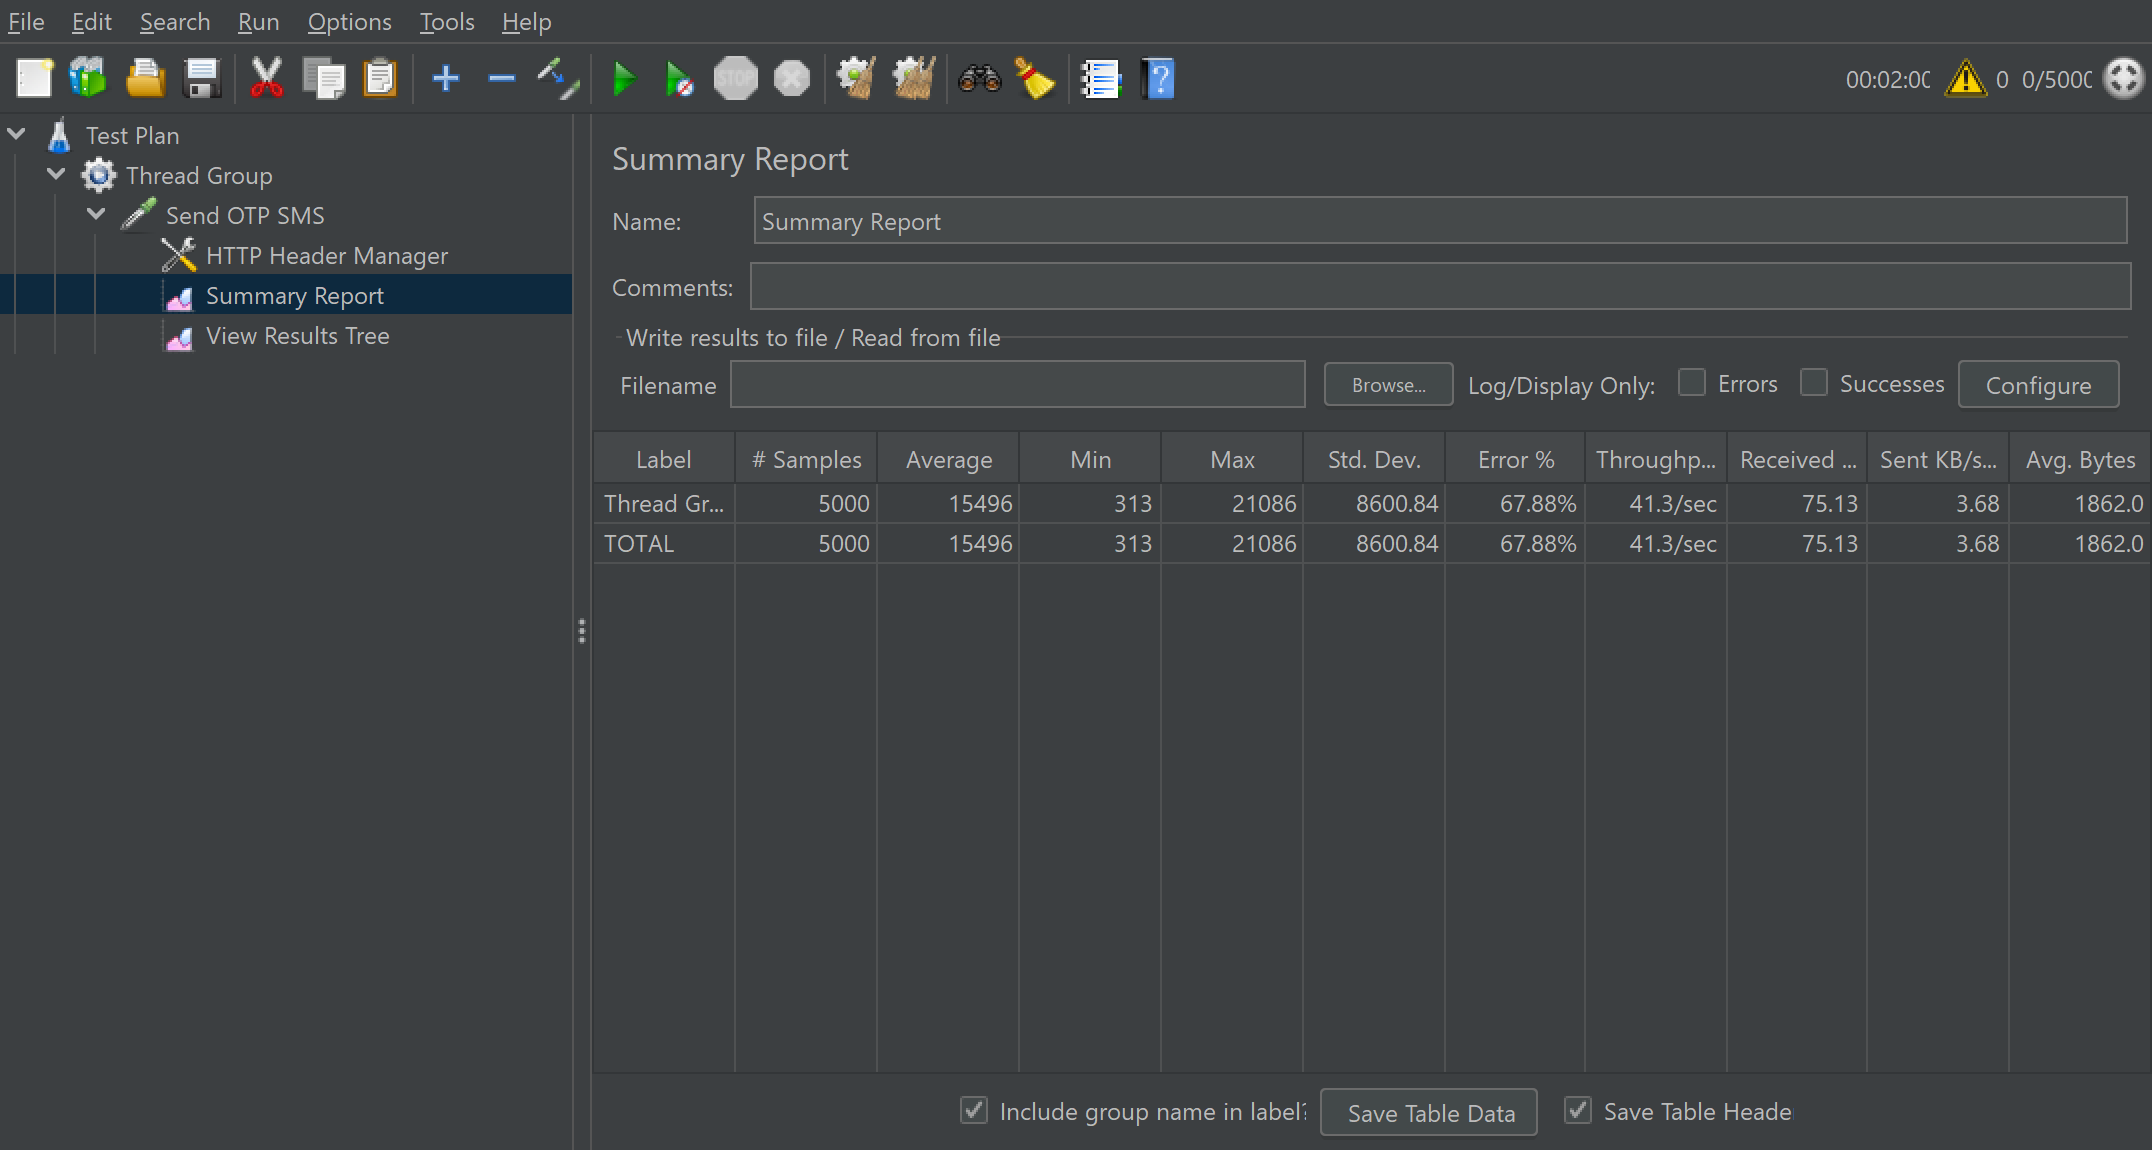 File Edit Search Run Options Tools Help
STOP
00:02:00 0 0/5000
Test Plan
Thread Group
Send OTP SMS
HTTP Header Manager
Summary Report
View Results Tree
Summary Report
Name: Summary Report
Comments:
Write results to file / Read from file
Filename Browse... Log/Display Only: Errors Successes Configure
Label # Samples Average Min Max Std. Dev. Error % Throughp... Received ... Sent KB/s... Avg. Bytes
Thread Gr... 5000 15496 313 21086 8600.84 67.88% 41.3/sec 75.13 3.68 1862.0
TOTAL 5000 15496 313 21086 8600.84 67.88% 41.3/sec 75.13 3.68 1862.0
Include group name in label? Save Table Data Save Table Heade